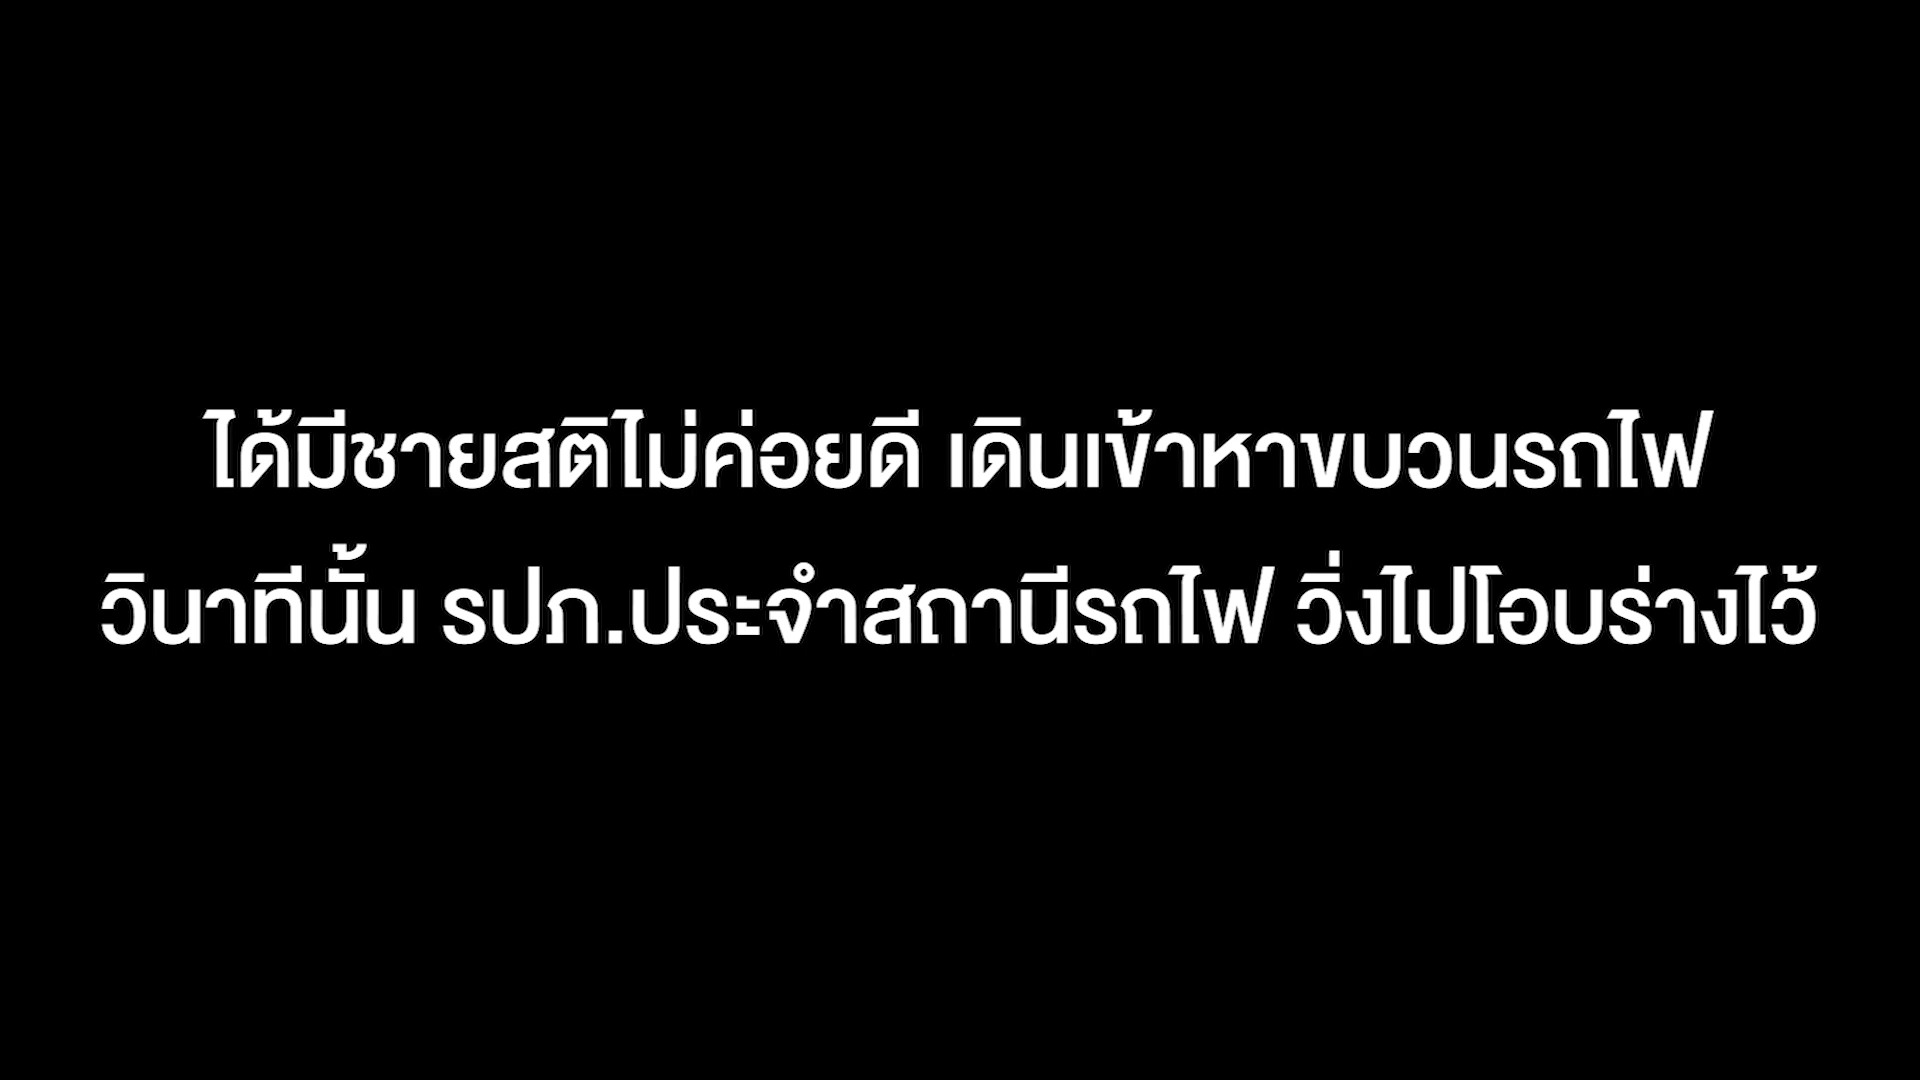 ได้มีชายสติไม่ค่อยดี เดินเข้าหาขบวนรถไฟ
วินาทีนั้น รปภ.ประจำสถานีรถไฟ วิ่งไปโอบร่างไว้